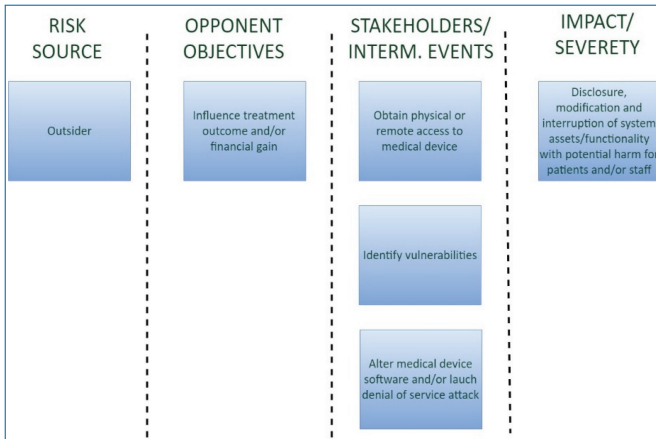 RISK
SOURCE
OPPONENT
OBJECTIVES
STAKEHOLDERS/
INTERM. EVENTS
IMPACT/
SEVERETY
Outsider
Influence treatment
outcome and/or
financial gain
Obtain physical or
remote access to
medical device
Disclosure,
modification and
interruption of system
assets/functionality
with potential harm for
patients and/or staff
Identify vulnerabilities
Alter medical device
software and/or lauch
denial of service attack